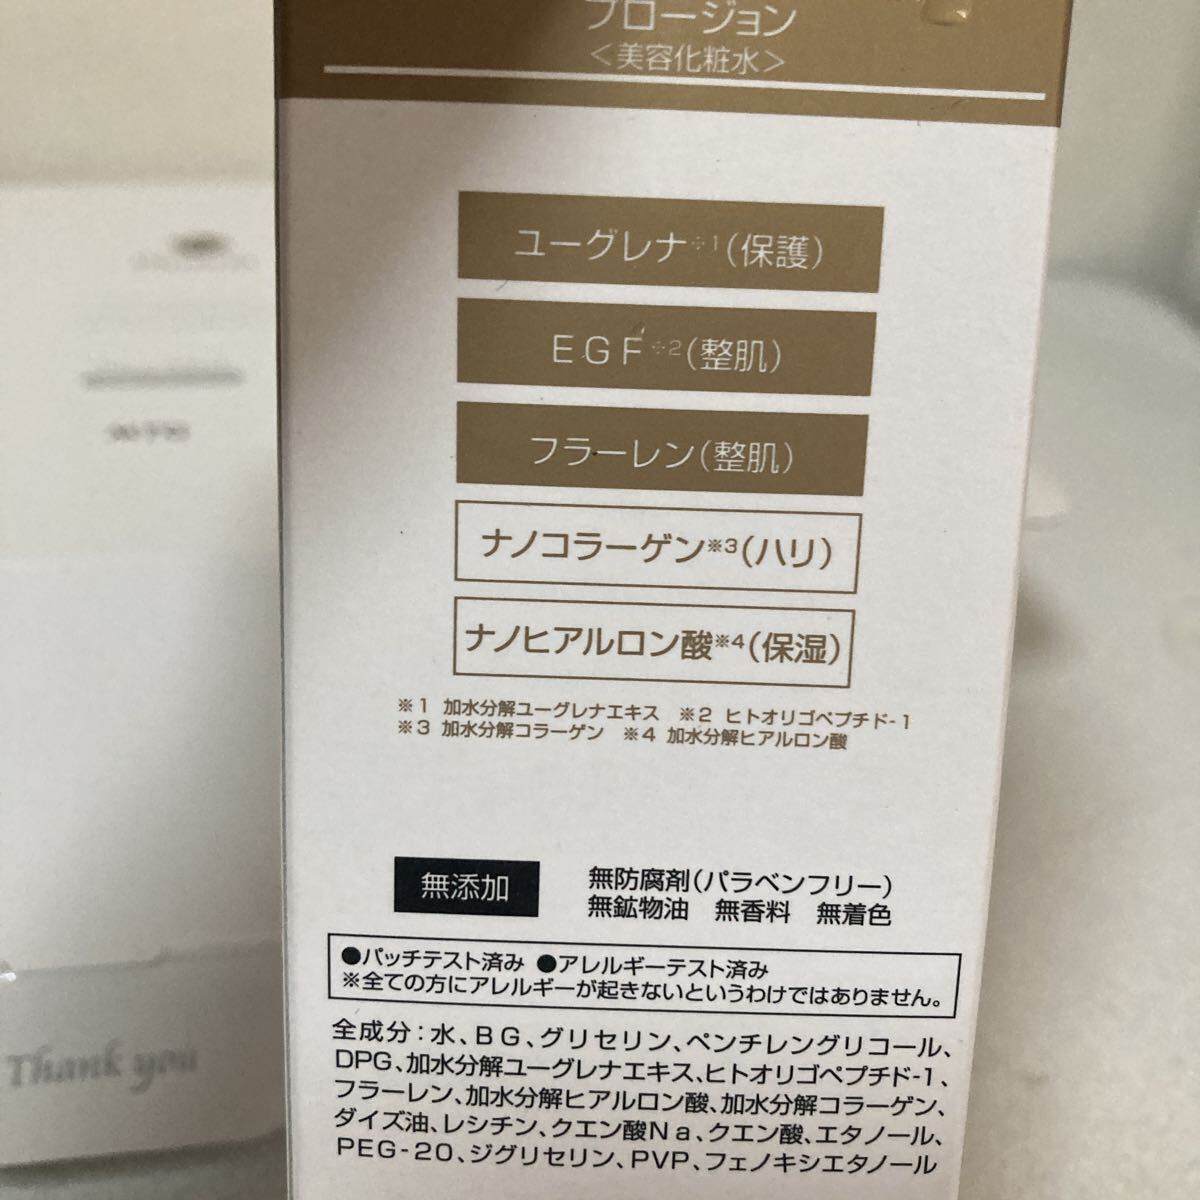 フロージョン
＜美容化粧水＞
ユーグレナ※1(保護)
EGF※2(整肌)
フラーレン(整肌)
ナノコラーゲン※3(ハリ)
ナノヒアルロン酸※4(保湿)
※1 加水分解ユーグレナエキス ※2 ヒトオリゴペプチド-1
※3 加水分解コラーゲン ※4 加水分解ヒアルロン酸
無添加
無防腐剤(パラベンフリー)
無鉱物油 無香料 無着色
●パッチテスト済み ●アレルギーテスト済み
※全ての方にアレルギーが起きないというわけではありません。
全成分：水、BG、グリセリン、ペンチレングリコール、
DPG、加水分解ユーグレナエキス、ヒトオリゴペプチド-1、
フラーレン、加水分解ヒアルロン酸、加水分解コラーゲン、
ダイズ油、レシチン、クエン酸Na、クエン酸、エタノール、
PEG-20、ジグリセリン、PVP、フェノキシエタノール
Thank you